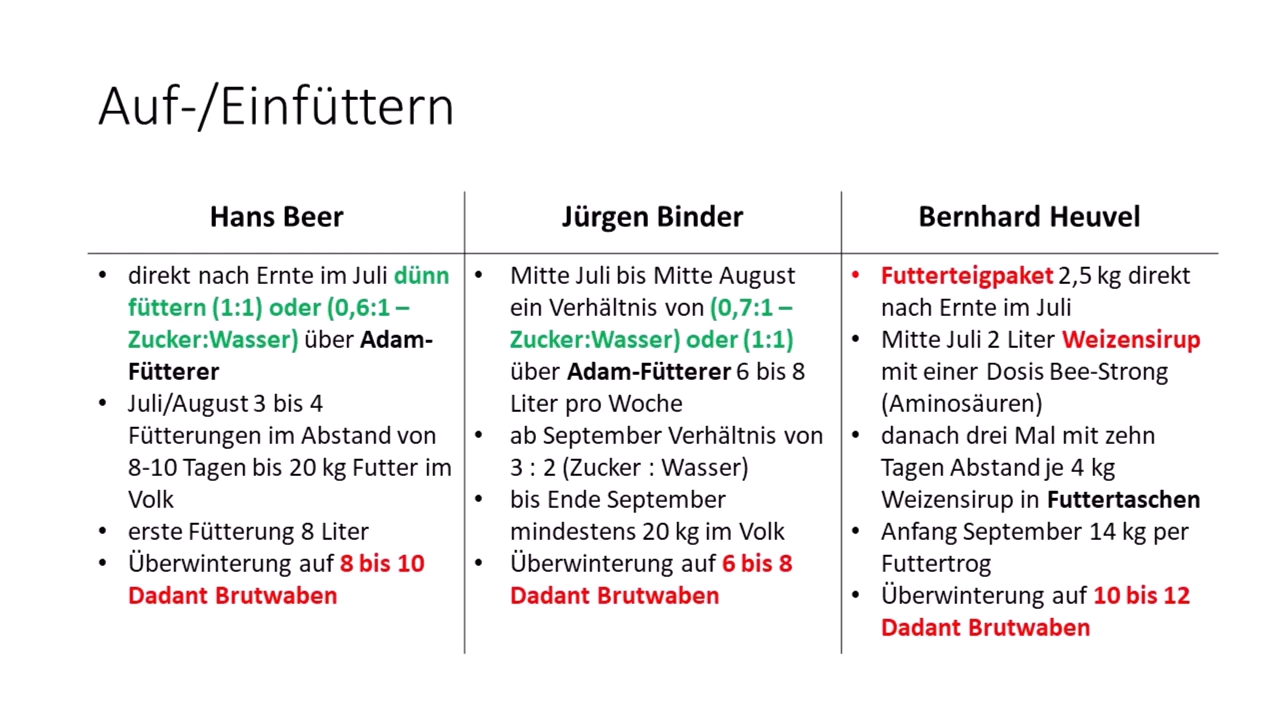 Auf-/Einfüttern
Hans Beer
• direkt nach Ernte im Juli dünn
füttern (1:1) oder (0,6:1 –
Zucker:Wasser) über Adam-
Fütterer
• Juli/August 3 bis 4
Fütterungen im Abstand von
8-10 Tagen bis 20 kg Futter im
Volk
• erste Fütterung 8 Liter
• Überwinterung auf 8 bis 10
Dadant Brutwaben
Jürgen Binder
• Mitte Juli bis Mitte August
ein Verhältnis von (0,7:1 –
Zucker:Wasser) oder (1:1)
über Adam-Fütterer 6 bis 8
Liter pro Woche
• ab September Verhältnis von
3 : 2 (Zucker : Wasser)
• bis Ende September
mindestens 20 kg im Volk
• Überwinterung auf 6 bis 8
Dadant Brutwaben
Bernhard Heuvel
• Futterteigpaket 2,5 kg direkt
nach Ernte im Juli
• Mitte Juli 2 Liter Weizensirup
mit einer Dosis Bee-Strong
(Aminosäuren)
• danach drei Mal mit zehn
Tagen Abstand je 4 kg
Weizensirup in Futtertaschen
• Anfang September 14 kg per
Futtertrog
• Überwinterung auf 10 bis 12
Dadant Brutwaben